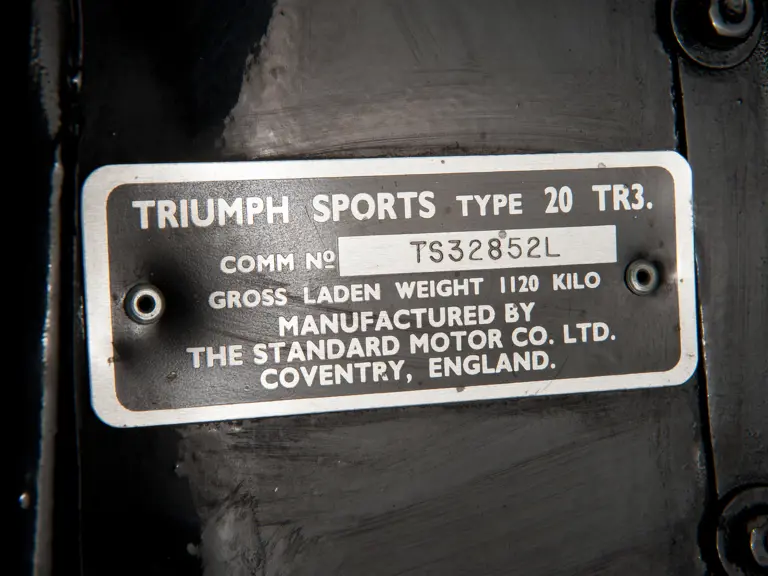 TRIUMPH SPORTS TYPE 20 TR3.
COMM Nº TS32852L
GROSS LADEN WEIGHT 1120 KILO
MANUFACTURED BY
THE STANDARD MOTOR CO. LTD.
COVENTRY, ENGLAND.